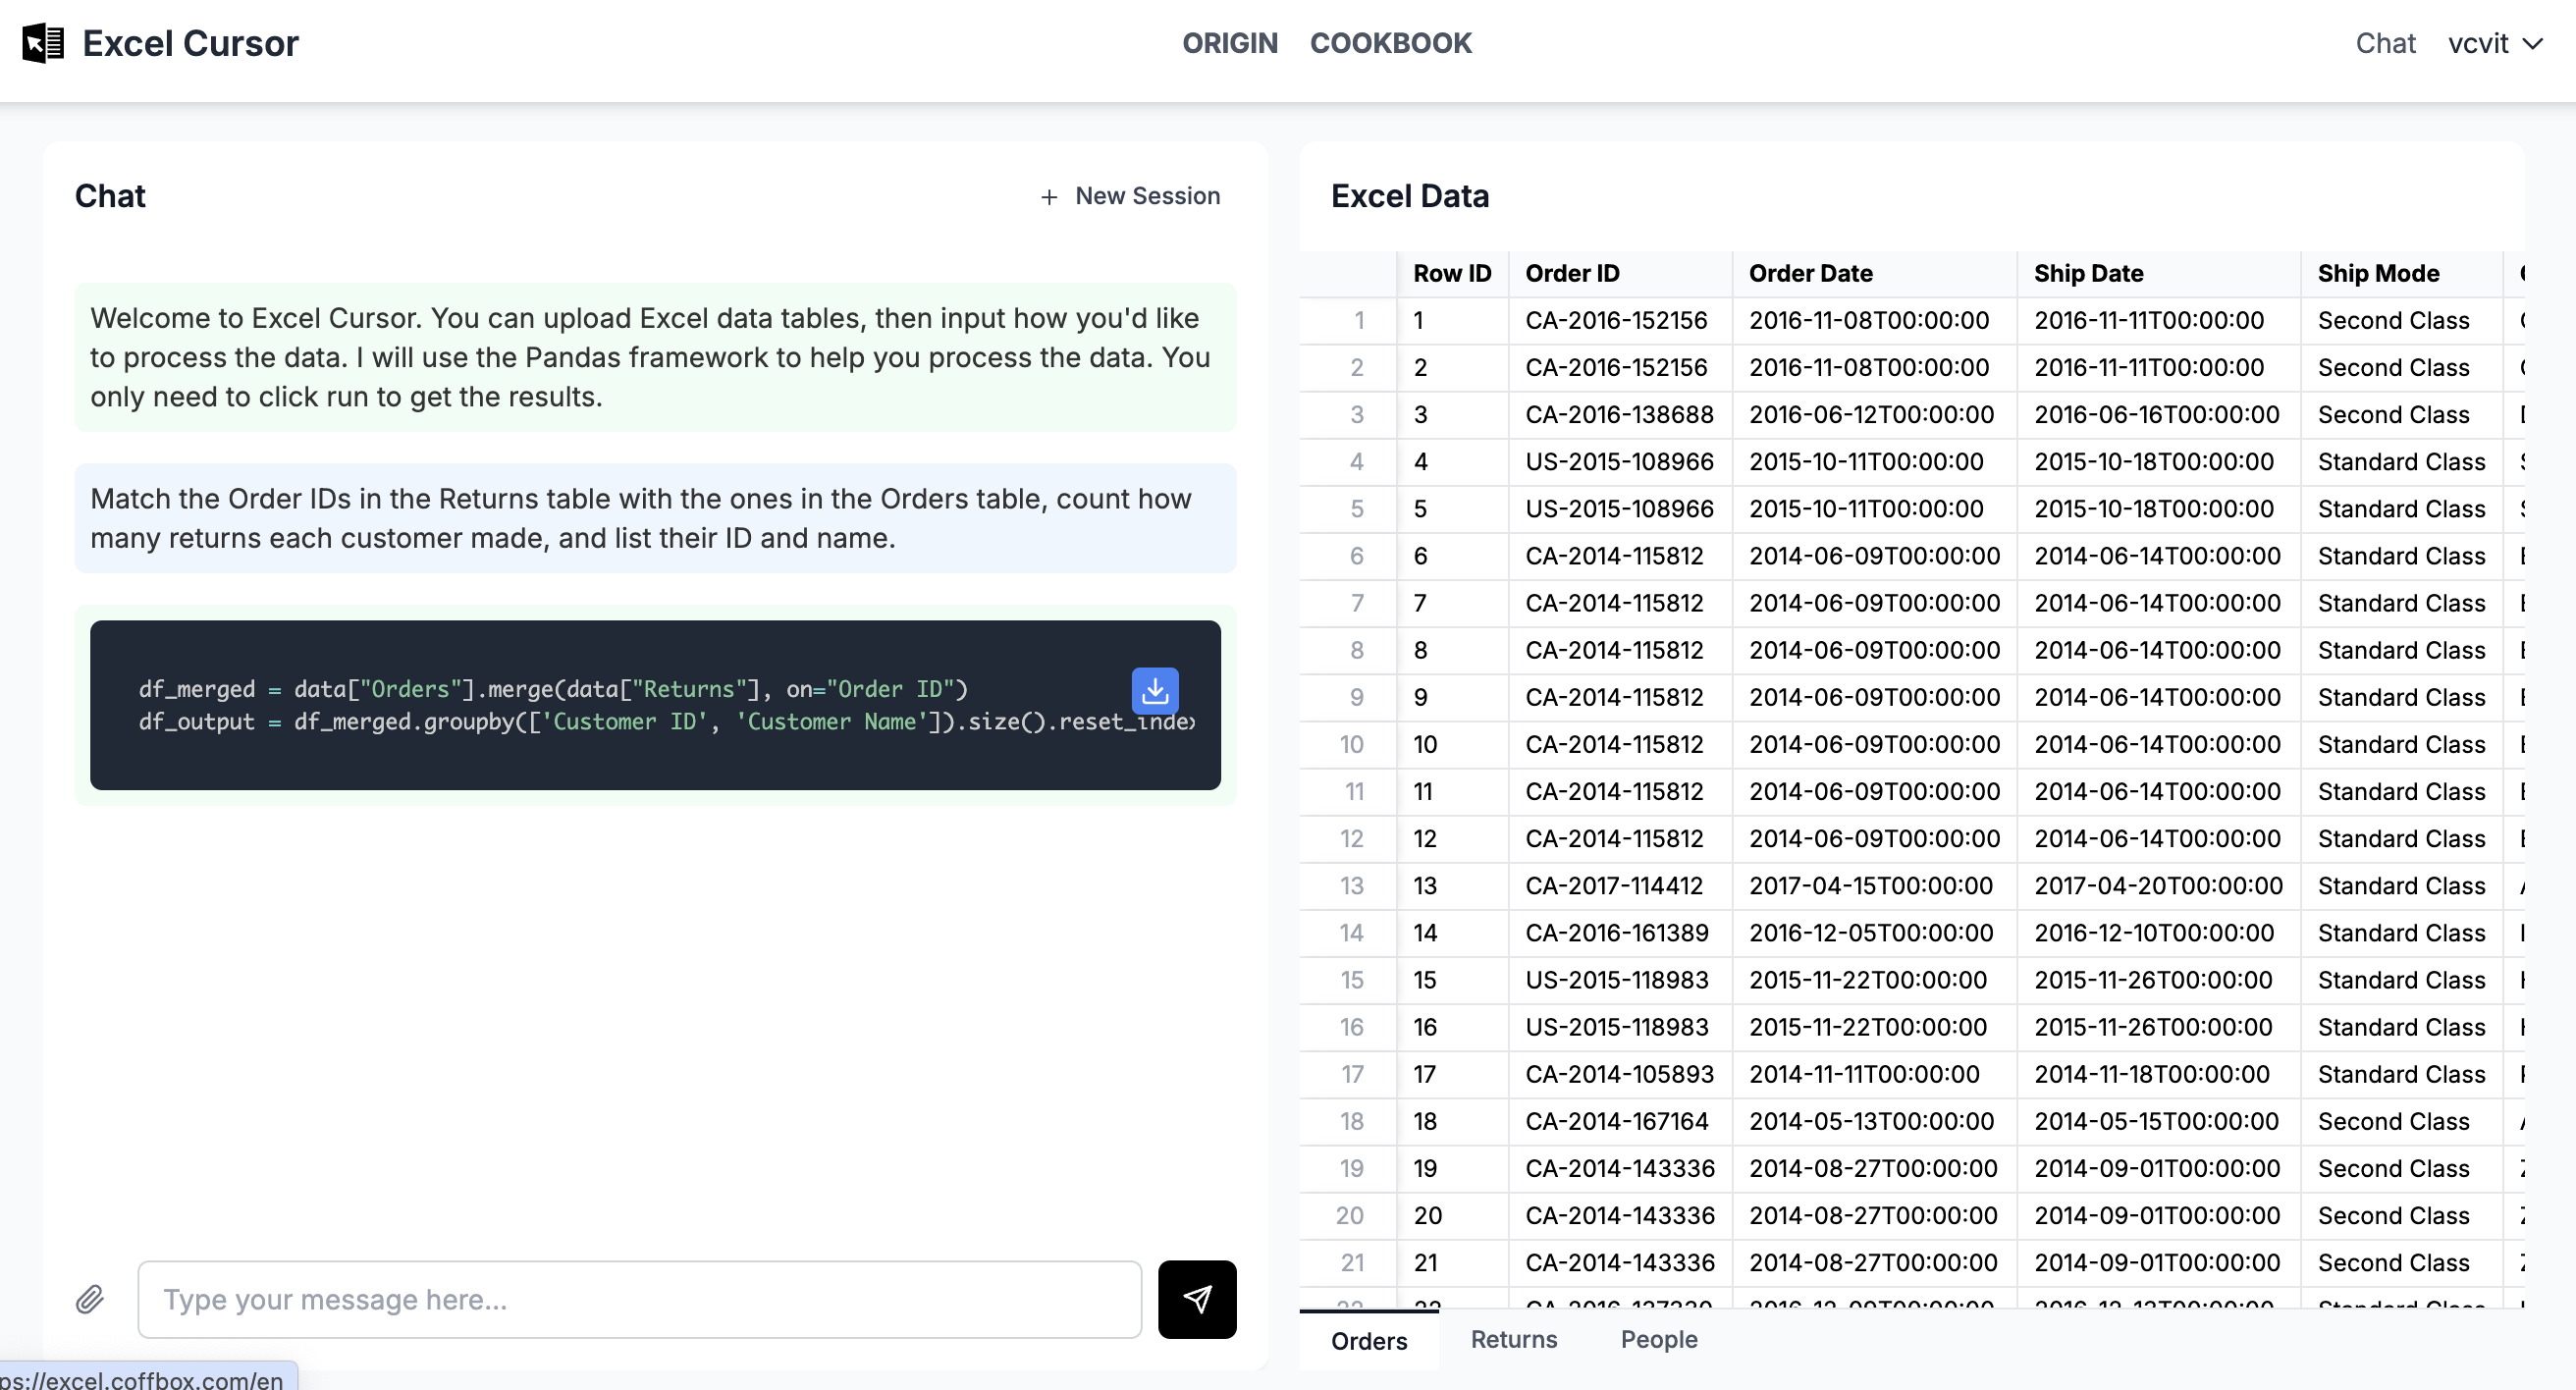 Excel Cursor
ORIGIN COOKBOOK
Chat vcvit
Chat
+ New Session
Welcome to Excel Cursor. You can upload Excel data tables, then input how you'd like
to process the data. I will use the Pandas framework to help you process the data. You
only need to click run to get the results.
Match the Order IDs in the Returns table with the ones in the Orders table, count how
many returns each customer made, and list their ID and name.
df_merged = data["Orders"].merge(data["Returns"], on="Order ID")
df_output = df_merged.groupby(['Customer ID', 'Customer Name']).size().reset_index
Type your message here...
ps://excel.coffbox.com/en
Excel Data
Row ID Order ID Order Date Ship Date Ship Mode
1 1 CA-2016-152156 2016-11-08T00:00:00 2016-11-11T00:00:00 Second Class
2 2 CA-2016-152156 2016-11-08T00:00:00 2016-11-11T00:00:00 Second Class
3 3 CA-2016-138688 2016-06-12T00:00:00 2016-06-16T00:00:00 Second Class
4 4 US-2015-108966 2015-10-11T00:00:00 2015-10-18T00:00:00 Standard Class
5 5 US-2015-108966 2015-10-11T00:00:00 2015-10-18T00:00:00 Standard Class
6 6 CA-2014-115812 2014-06-09T00:00:00 2014-06-14T00:00:00 Standard Class
7 7 CA-2014-115812 2014-06-09T00:00:00 2014-06-14T00:00:00 Standard Class
8 8 CA-2014-115812 2014-06-09T00:00:00 2014-06-14T00:00:00 Standard Class
9 9 CA-2014-115812 2014-06-09T00:00:00 2014-06-14T00:00:00 Standard Class
10 10 CA-2014-115812 2014-06-09T00:00:00 2014-06-14T00:00:00 Standard Class
11 11 CA-2014-115812 2014-06-09T00:00:00 2014-06-14T00:00:00 Standard Class
12 12 CA-2014-115812 2014-06-09T00:00:00 2014-06-14T00:00:00 Standard Class
13 13 CA-2017-114412 2017-04-15T00:00:00 2017-04-20T00:00:00 Standard Class
14 14 CA-2016-161389 2016-12-05T00:00:00 2016-12-10T00:00:00 Standard Class
15 15 US-2015-118983 2015-11-22T00:00:00 2015-11-26T00:00:00 Standard Class
16 16 US-2015-118983 2015-11-22T00:00:00 2015-11-26T00:00:00 Standard Class
17 17 CA-2014-105893 2014-11-11T00:00:00 2014-11-18T00:00:00 Standard Class
18 18 CA-2014-167164 2014-05-13T00:00:00 2014-05-15T00:00:00 Second Class
19 19 CA-2014-143336 2014-08-27T00:00:00 2014-09-01T00:00:00 Second Class
20 20 CA-2014-143336 2014-08-27T00:00:00 2014-09-01T00:00:00 Second Class
21 21 CA-2014-143336 2014-08-27T00:00:00 2014-09-01T00:00:00 Second Class
Orders Returns People